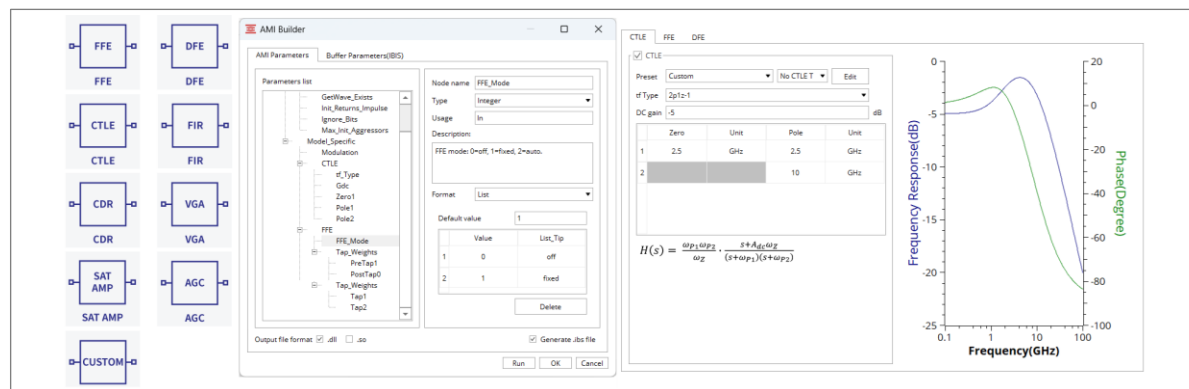 FFE
FFE
DFE
DFE
CTLE
CTLE
FIR
FIR
CDR
CDR
VGA
VGA
SAT
AMP
SAT AMP
AGC
AGC
CUSTOM
AMI Builder
AMI Parameters
Buffer Parameters(IBIS)
Parameters list
GetWave_Exists
Init_Returns_Impulse
Ignore_Bits
Max_Init_Aggressors
Model_Specific
Modulation
CTLE
tf_Type
Gdc
Zero1
Pole1
Pole2
FFE
FFE_Mode
Tap_Weights
PreTap1
PostTap0
Tap_Weights
Tap1
Tap2
Node name FFE_Mode
Type Integer
Usage In
Description:
FFE mode: 0=off, 1=fixed, 2=auto.
Format List
Default value 1
Value List_Tip
1 0 off
2 1 fixed
Delete
Output file format .dll .so
Generate .ibs file
Run OK Cancel
CTLE FFE DFE
CTLE
Preset Custom No CTLE T Edit
tf Type 2p1z-1
DC gain -5 dB
Zero Unit Pole Unit
1 2.5 GHz 2.5 GHz
2 10 GHz
H(s) = ωP1ωP2/ωz · s+Adcωz/(s+ωP1)(s+ωP2)
Frequency Response(dB)
0
-5
-10
-15
-20
-25
0.1 1 10 100
Frequency(GHz)
20
0
-20
-40
-60
-80
-100
Phase(Degree)